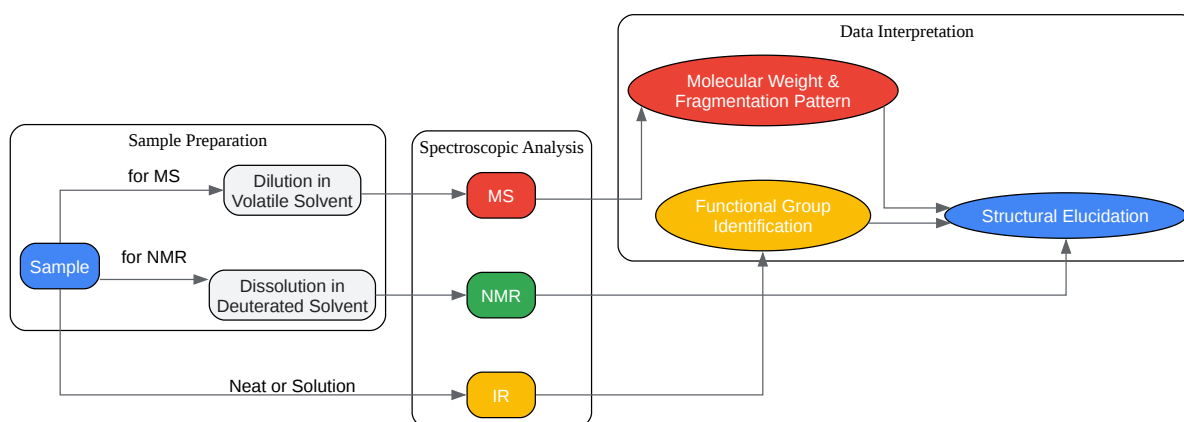 Data Interpretation
Molecular Weight &
Fragmentation Pattern
Sample Preparation
Spectroscopic Analysis
for MS
Dilution in
Volatile Solvent
MS
Functional Group
Identification
Structural Elucidation
Sample
for NMR
Dissolution in
Deuterated Solvent
NMR
Neat or Solution
IR